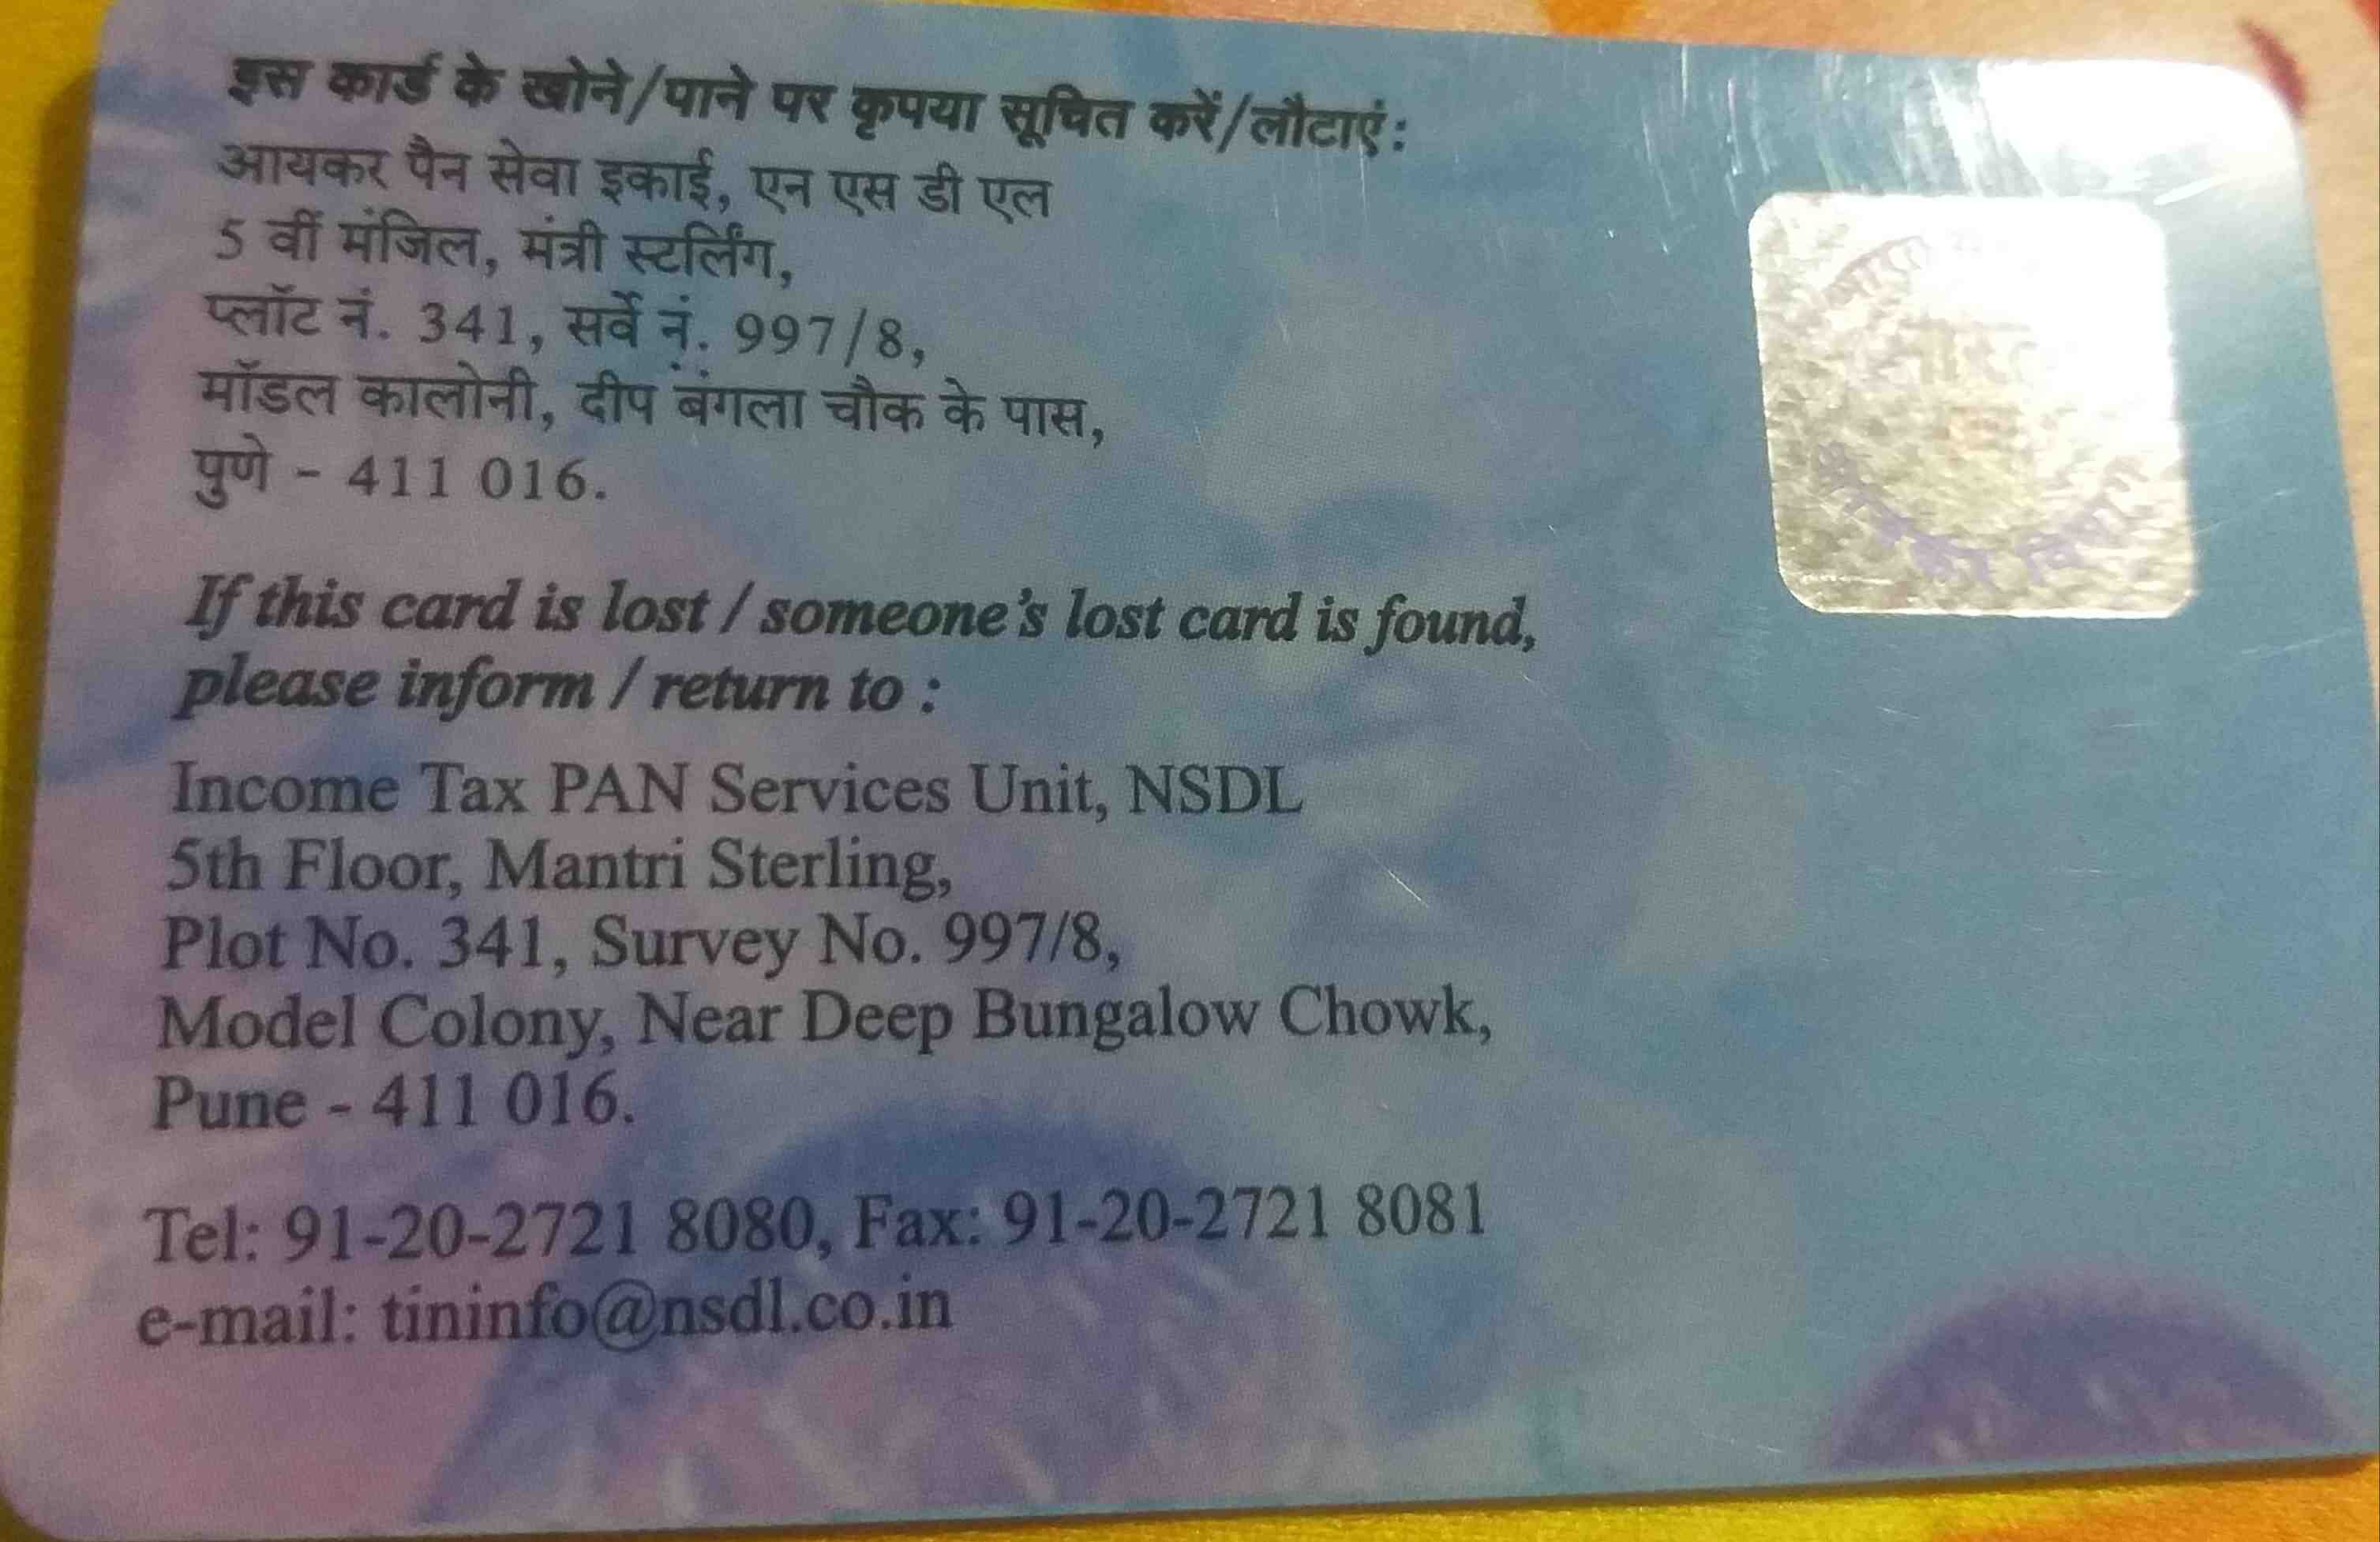 इस कार्ड के खोने/पाने पर कृपया सूचित करें/लौटाएं:
आयकर पैन सेवा इकाई, एन एस डी एल
5 वीं मंजिल, मंत्री स्टर्लिंग,
प्लॉट नं. 341, सर्वे नं. 997/8,
मॉडल कालोनी, दीप बंगला चौक के पास,
पुणे - 411 016.
If this card is lost / someone's lost card is found,
please inform / return to :
Income Tax PAN Services Unit, NSDL
5th Floor, Mantri Sterling,
Plot No. 341, Survey No. 997/8,
Model Colony, Near Deep Bungalow Chowk,
Pune - 411 016.
Tel: 91-20-2721 8080, Fax: 91-20-2721 8081
e-mail: tininfo@nsdl.co.in